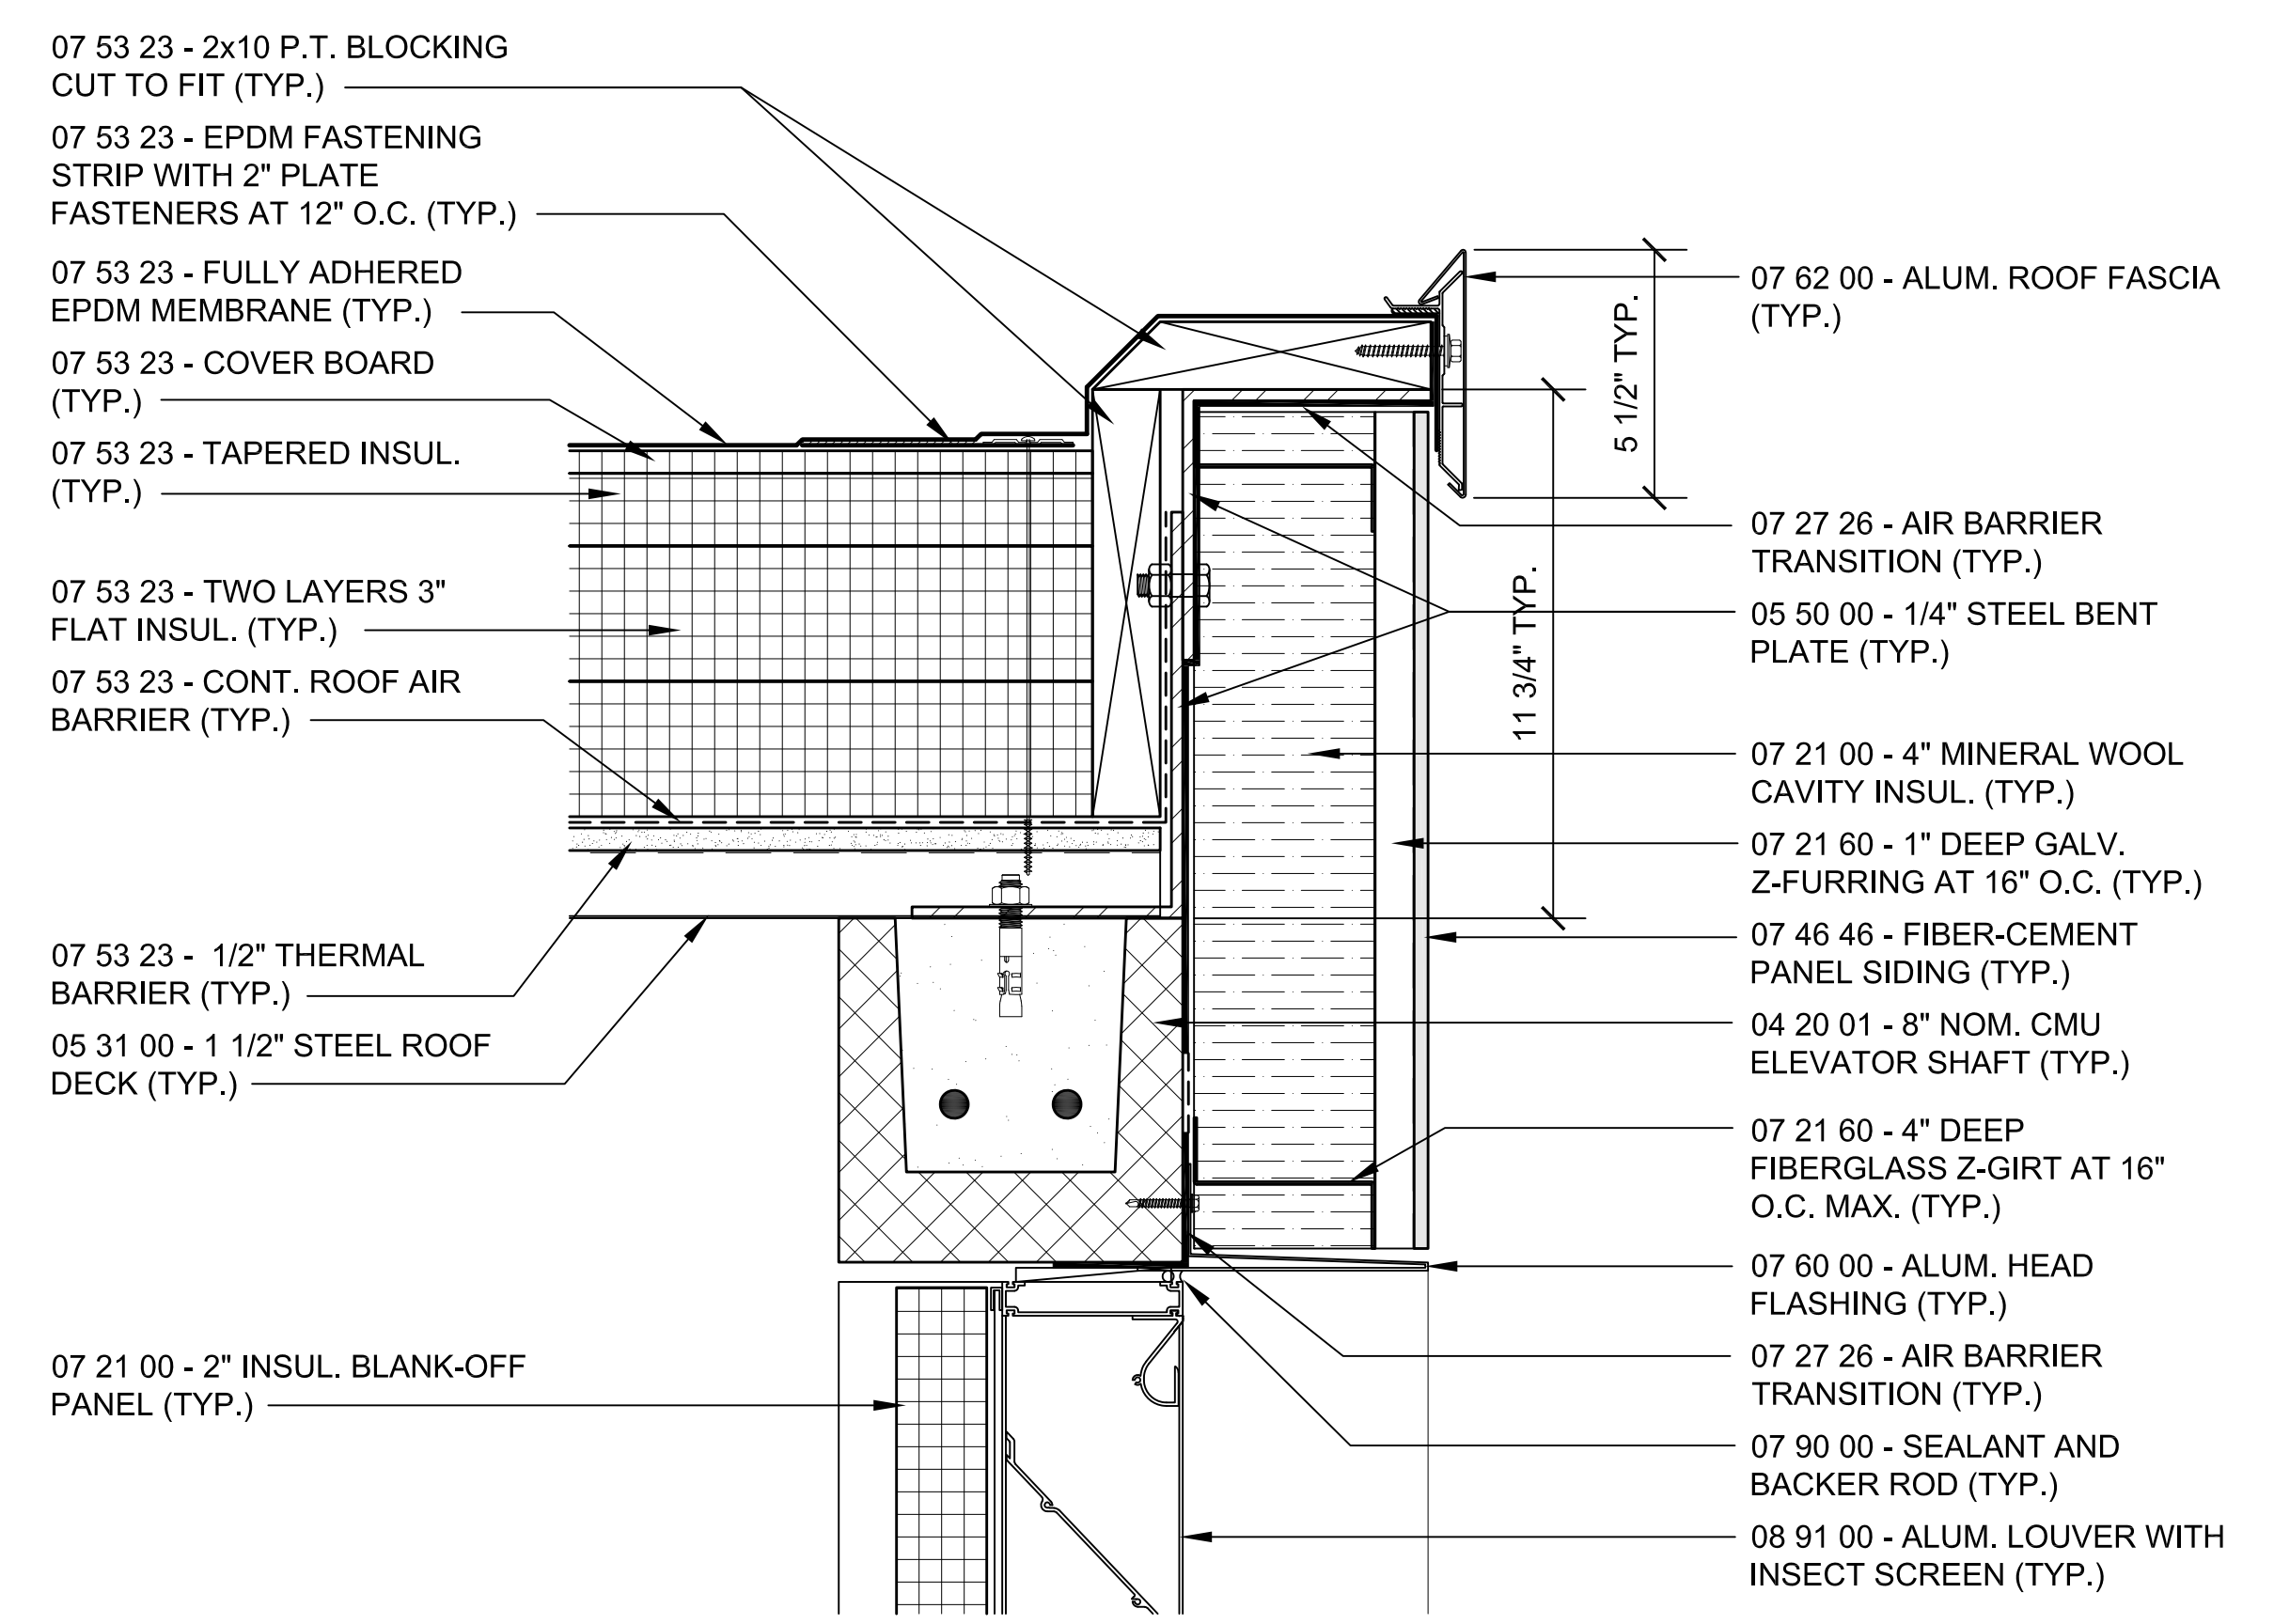 07 53 23 - 2x10 P.T. BLOCKING
CUT TO FIT (TYP.)
07 53 23 - EPDM FASTENING
STRIP WITH 2" PLATE
FASTENERS AT 12" O.C. (TYP.)
07 53 23 - FULLY ADHERED
EPDM MEMBRANE (TYP.)
07 53 23 - COVER BOARD
(TYP.)
07 53 23 - TAPERED INSUL.
(TYP.)
07 53 23 - TWO LAYERS 3"
FLAT INSUL. (TYP.)
07 53 23 - CONT. ROOF AIR
BARRIER (TYP.)
07 53 23 - 1/2" THERMAL
BARRIER (TYP.)
05 31 00 - 1 1/2" STEEL ROOF
DECK (TYP.)
07 21 00 - 2" INSUL. BLANK-OFF
PANEL (TYP.)
11 3/4" TYP.
5 1/2" TYP.
07 62 00 - ALUM. ROOF FASCIA
(TYP.)
07 27 26 - AIR BARRIER
TRANSITION (TYP.)
05 50 00 - 1/4" STEEL BENT
PLATE (TYP.)
07 21 00 - 4" MINERAL WOOL
CAVITY INSUL. (TYP.)
07 21 60 - 1" DEEP GALV.
Z-FURRING AT 16" O.C. (TYP.)
07 46 46 - FIBER-CEMENT
PANEL SIDING (TYP.)
04 20 01 - 8" NOM. CMU
ELEVATOR SHAFT (TYP.)
07 21 60 - 4" DEEP
FIBERGLASS Z-GIRT AT 16"
O.C. MAX. (TYP.)
07 60 00 - ALUM. HEAD
FLASHING (TYP.)
07 27 26 - AIR BARRIER
TRANSITION (TYP.)
07 90 00 - SEALANT AND
BACKER ROD (TYP.)
08 91 00 - ALUM. LOUVER WITH
INSECT SCREEN (TYP.)